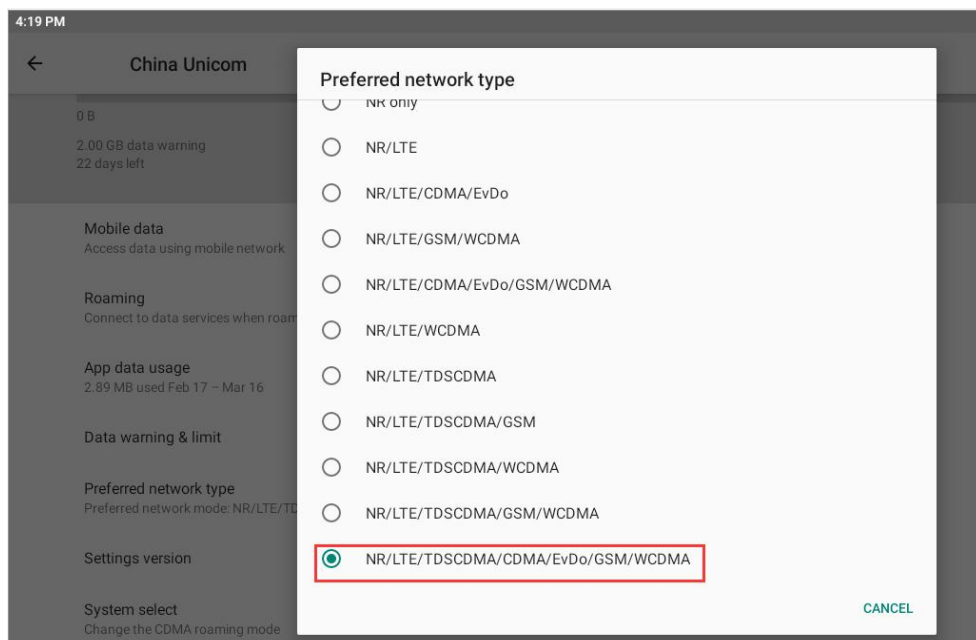 4:19 PM
China Unicom
0 B
2.00 GB data warning
22 days left
Mobile data
Access data using mobile network
Roaming
Connect to data services when roam
App data usage
2.89 MB used Feb 17 – Mar 16
Data warning & limit
Preferred network type
Preferred network mode: NR/LTE/TD
Settings version
System select
Change the CDMA roaming mode
Preferred network type
NR only
NR/LTE
NR/LTE/CDMA/EvDo
NR/LTE/GSM/WCDMA
NR/LTE/CDMA/EvDo/GSM/WCDMA
NR/LTE/WCDMA
NR/LTE/TDSCDMA
NR/LTE/TDSCDMA/GSM
NR/LTE/TDSCDMA/WCDMA
NR/LTE/TDSCDMA/GSM/WCDMA
NR/LTE/TDSCDMA/CDMA/EvDo/GSM/WCDMA
CANCEL